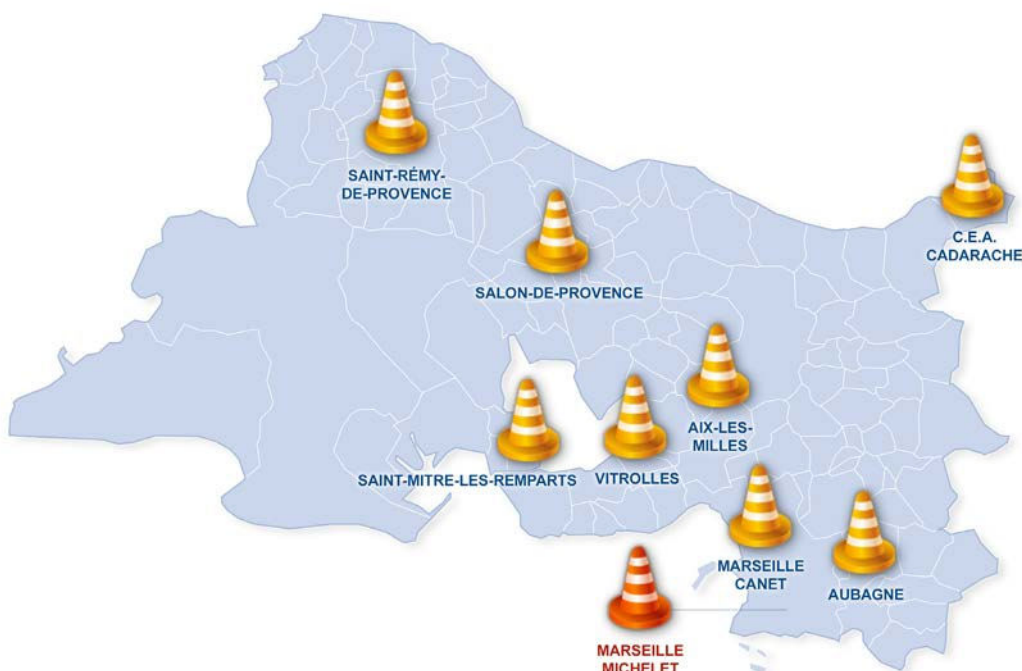 SAINT-RÉMY-
DE-PROVENCE
C.E.A.
CADARACHE
SALON-DE-PROVENCE
AIX-LES-
MILLES
SAINT-MITRE-LES-REMPARTS
VITROLLES
MARSEILLE
CANET
AUBAGNE
MARSEILLE
MICHELET